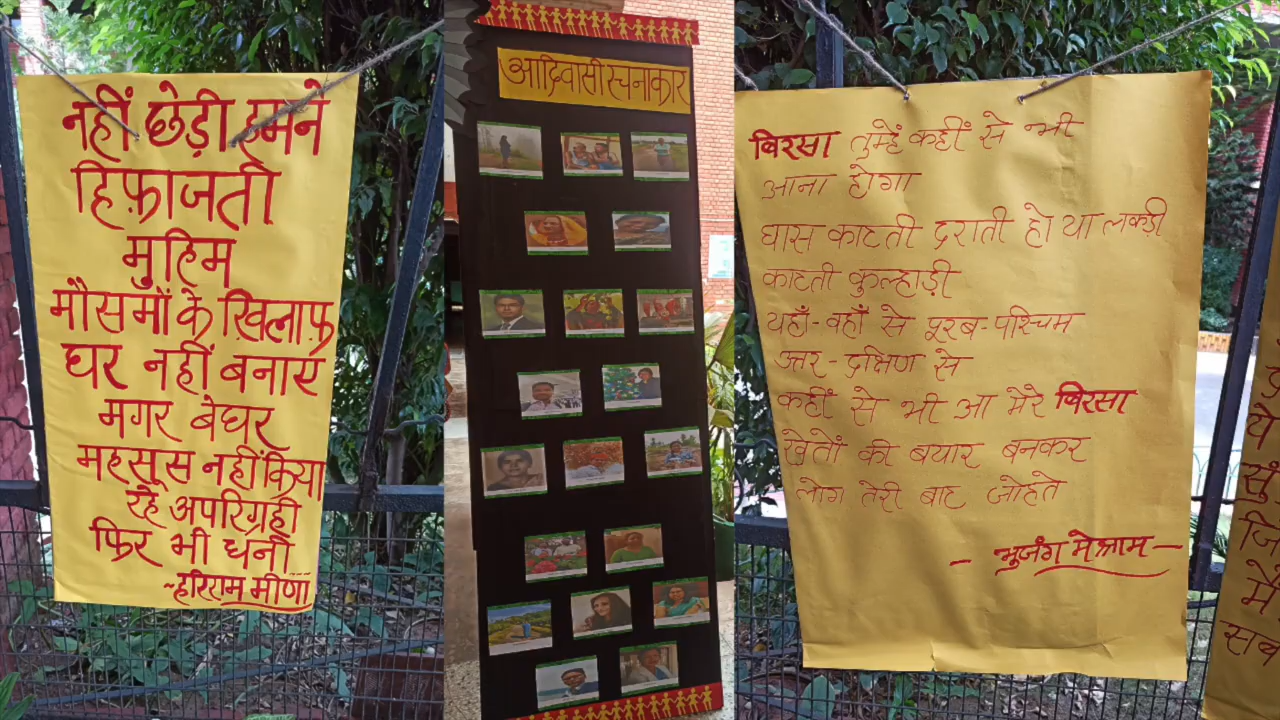 नहीं छेड़ी हमने
हिफ़ाजती
मुहिम
मौसमों के ख़िलाफ़
घर नहीं बनाए
मगर बेघर
महसूस नहीं किया
रहे अपरिग्रही
फिर भी धनी...
~हरिराम मीणा
आदिवासी रचनाकार
बिरसा तुम्हें कहीं से भी
आना होगा
घास काटती दराती हो या लकड़ी
काटती कुल्हाड़ी
यहाँ-वहाँ से पूरब-पश्चिम
उत्तर-दक्षिण से
कहीं से भी आ मेरे बिरसा
खेतों की बयार बनकर
लोग तेरी बाट जोहते
- भुजंग मेश्राम -